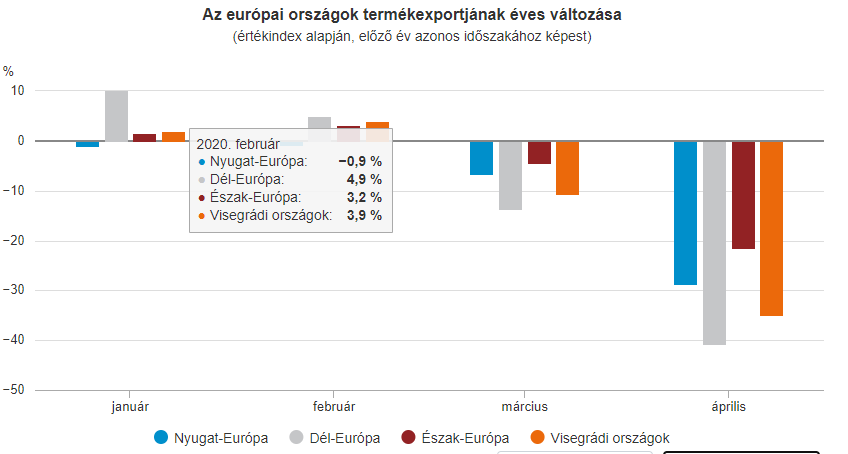 Az európai országok termékexportjának éves változása
(értékindex alapján, előző év azonos időszakához képest)
%
10
0
−10
−20
−30
−40
−50
2020. február
Nyugat-Európa: −0,9 %
Dél-Európa: 4,9 %
Észak-Európa: 3,2 %
Visegrádi országok: 3,9 %
január február március április
Nyugat-Európa Dél-Európa Észak-Európa Visegrádi országok